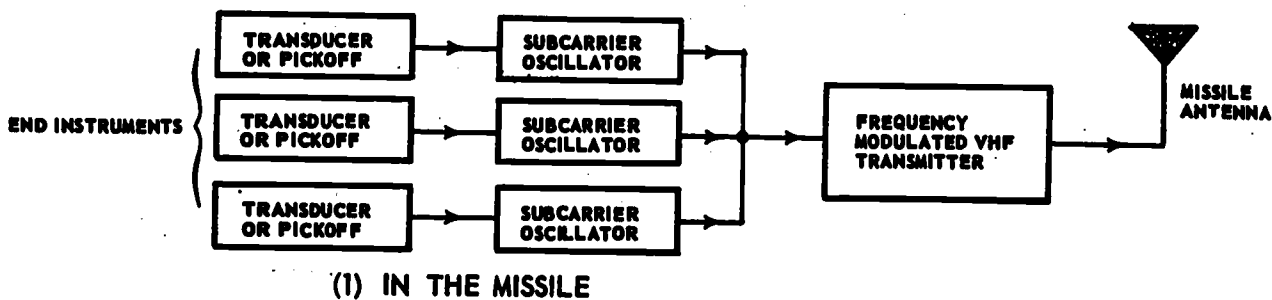 TRANSDUCER
OR PICKOFF
SUBCARRIER
OSCILLATOR
END INSTRUMENTS
TRANSDUCER
OR PICKOFF
SUBCARRIER
OSCILLATOR
FREQUENCY
MODULATED VHF
TRANSMITTER
MISSILE
ANTENNA
TRANSDUCER
OR PICKOFF
SUBCARRIER
OSCILLATOR
(1) IN THE MISSILE